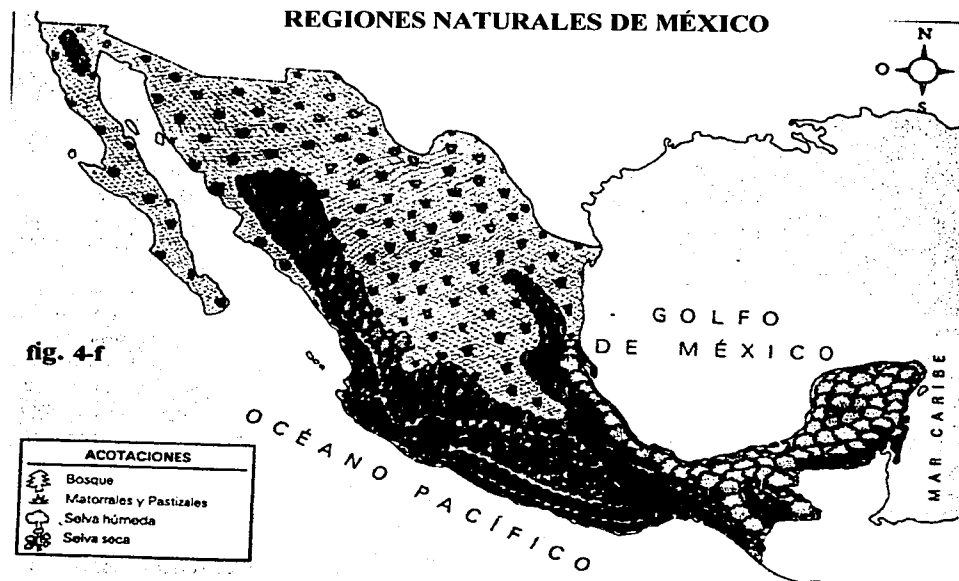 REGIONES NATURALES DE MÉXICO
N
O
S
GOLFO
DE MÉXICO
fig. 4-f
MAR CARIBE
OCÉANO PACÍFICO
ACOTACIONES
Bosque
Matorrales y Pastizales
Selva húmeda
Selva seca